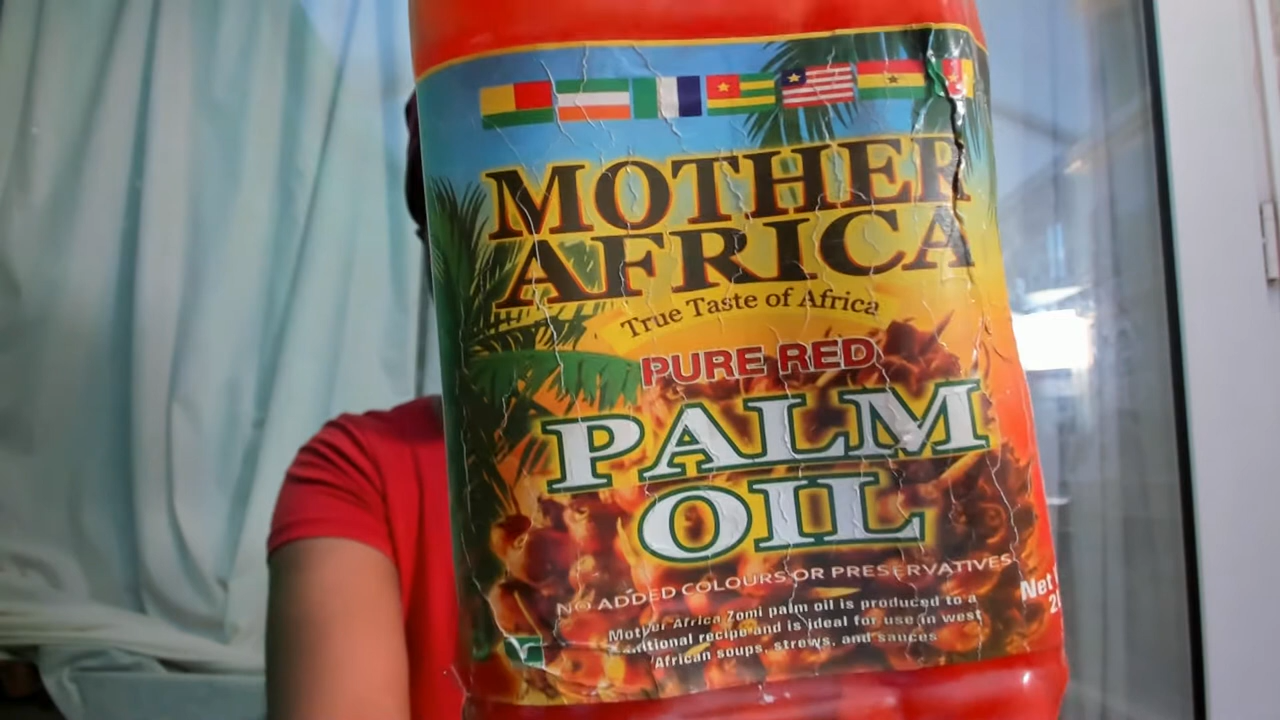 MOTHER
AFRICA
True Taste of Africa
PURE RED
PALM
OIL
NO ADDED COLOURS OR PRESERVATIVES
Net
Mother Africa Zomi palm oil is produced to a
recipe and is ideal for use in west
African soups, strews, and sauces